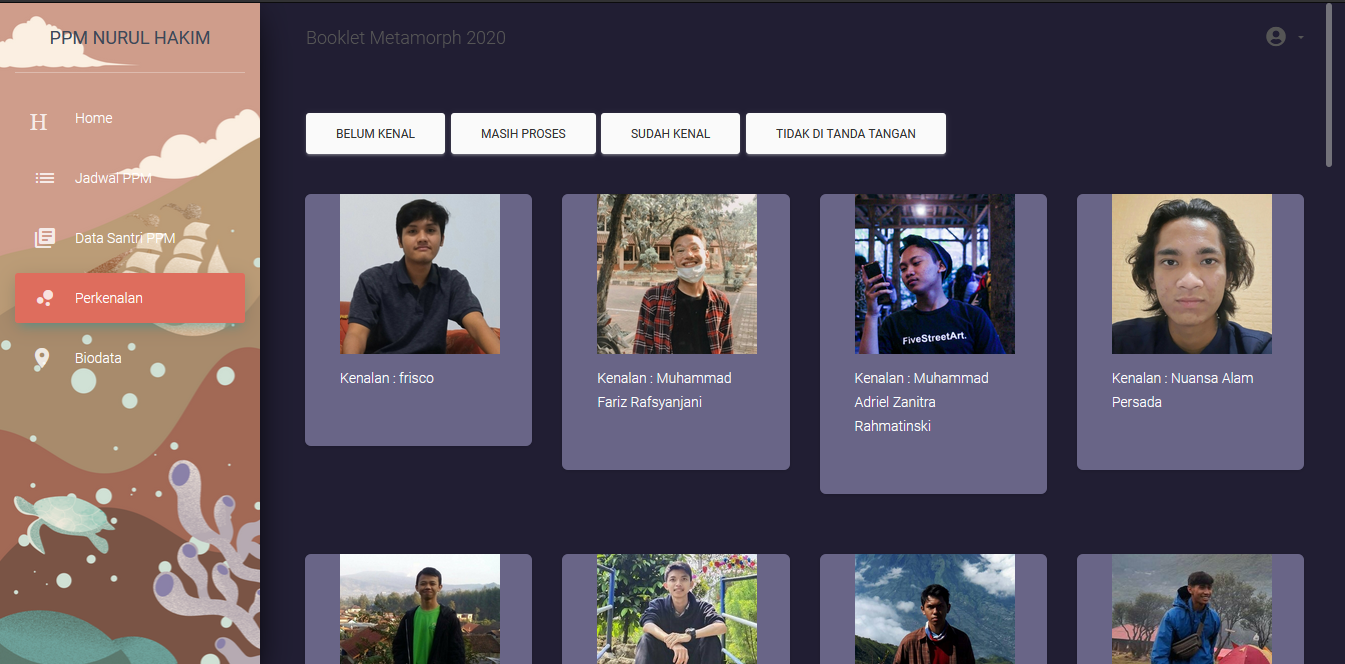 PPM NURUL HAKIM
Booklet Metamorph 2020
H Home
Jadwal PPM
Data Santri PPM
Perkenalan
Biodata
BELUM KENAL MASIH PROSES SUDAH KENAL TIDAK DI TANDA TANGAN
FiveStreetArt.
Kenalan : frisco
Kenalan : Muhammad
Fariz Rafsyanjani
Kenalan : Muhammad
Adriel Zanitra
Rahmatinski
Kenalan : Nuansa Alam
Persada